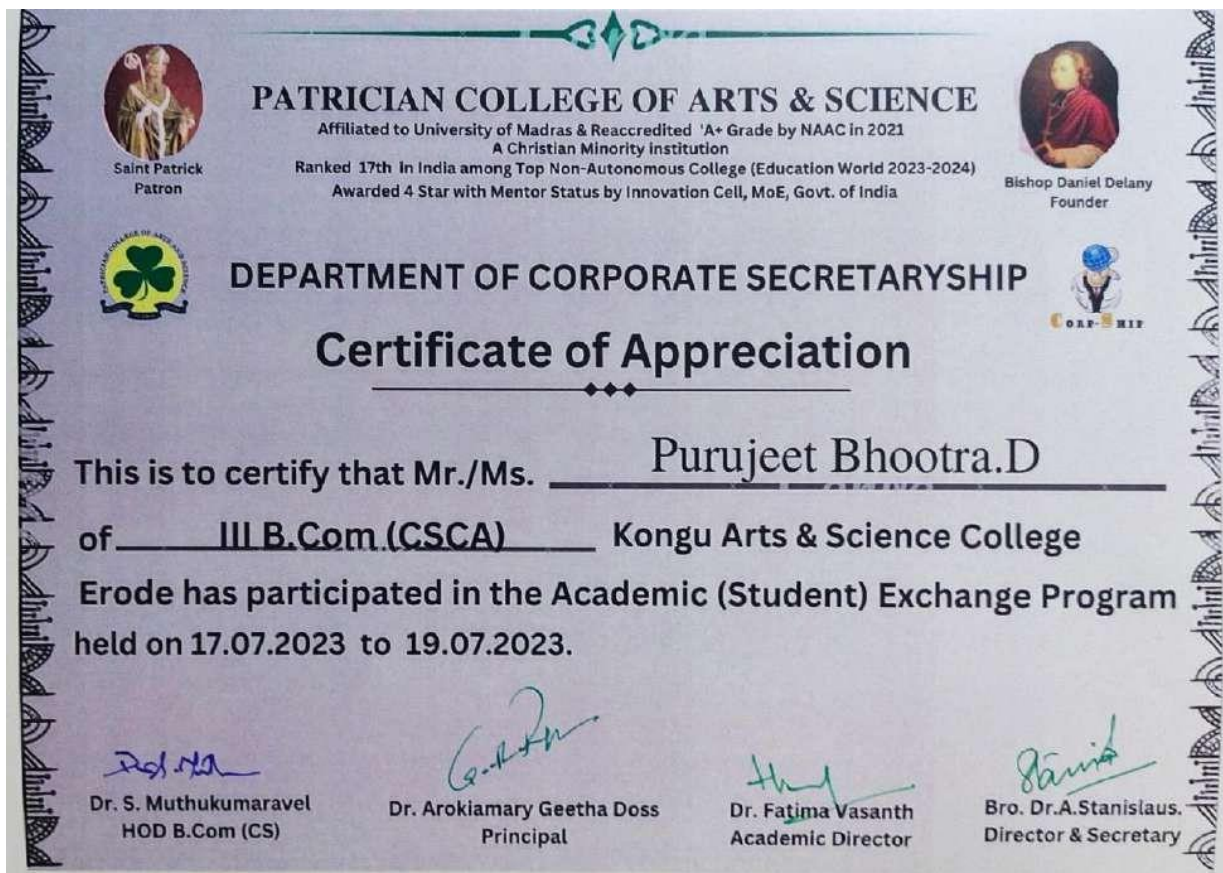 PATRICIAN COLLEGE OF ARTS & SCIENCE
Affiliated to University of Madras & Reaccredited 'A+ Grade by NAAC in 2021
A Christian Minority institution
Ranked 17th in India among Top Non-Autonomous College (Education World 2023-2024)
Awarded 4 Star with Mentor Status by Innovation Cell, MoE, Govt. of India
Saint Patrick
Patron
Bishop Daniel Delany
Founder
DEPARTMENT OF CORPORATE SECRETARYSHIP
CORP-SHIP
Certificate of Appreciation
This is to certify that Mr./Ms. Purujeet Bhootra.D
of III B.Com (CSCA) Kongu Arts & Science College
Erode has participated in the Academic (Student) Exchange Program
held on 17.07.2023 to 19.07.2023.
Dr. S. Muthukumaravel
HOD B.Com (CS)
Dr. Arokiamary Geetha Doss
Principal
Dr. Fatima Vasanth
Academic Director
Bro. Dr.A.Stanislaus.
Director & Secretary